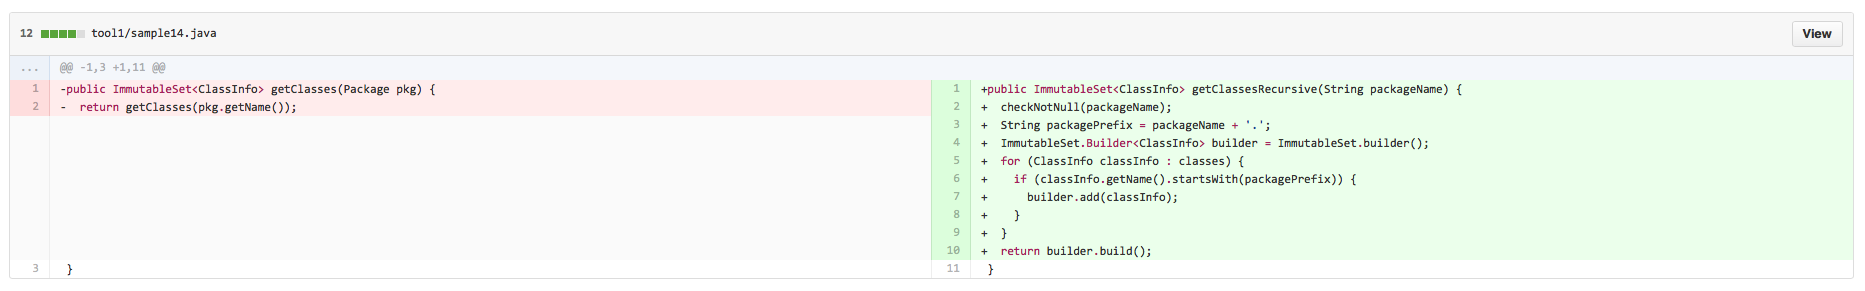 12 tool1/sample14.java View
... @@ -1,3 +1,11 @@
1 -public ImmutableSet<ClassInfo> getClasses(Package pkg) {
2 -  return getClasses(pkg.getName());
3  }
1 +public ImmutableSet<ClassInfo> getClassesRecursive(String packageName) {
2 +  checkNotNull(packageName);
3 +  String packagePrefix = packageName + '.';
4 +  ImmutableSet.Builder<ClassInfo> builder = ImmutableSet.builder();
5 +  for (ClassInfo classInfo : classes) {
6 +    if (classInfo.getName().startsWith(packagePrefix)) {
7 +      builder.add(classInfo);
8 +    }
9 +  }
10 +  return builder.build();
11  }